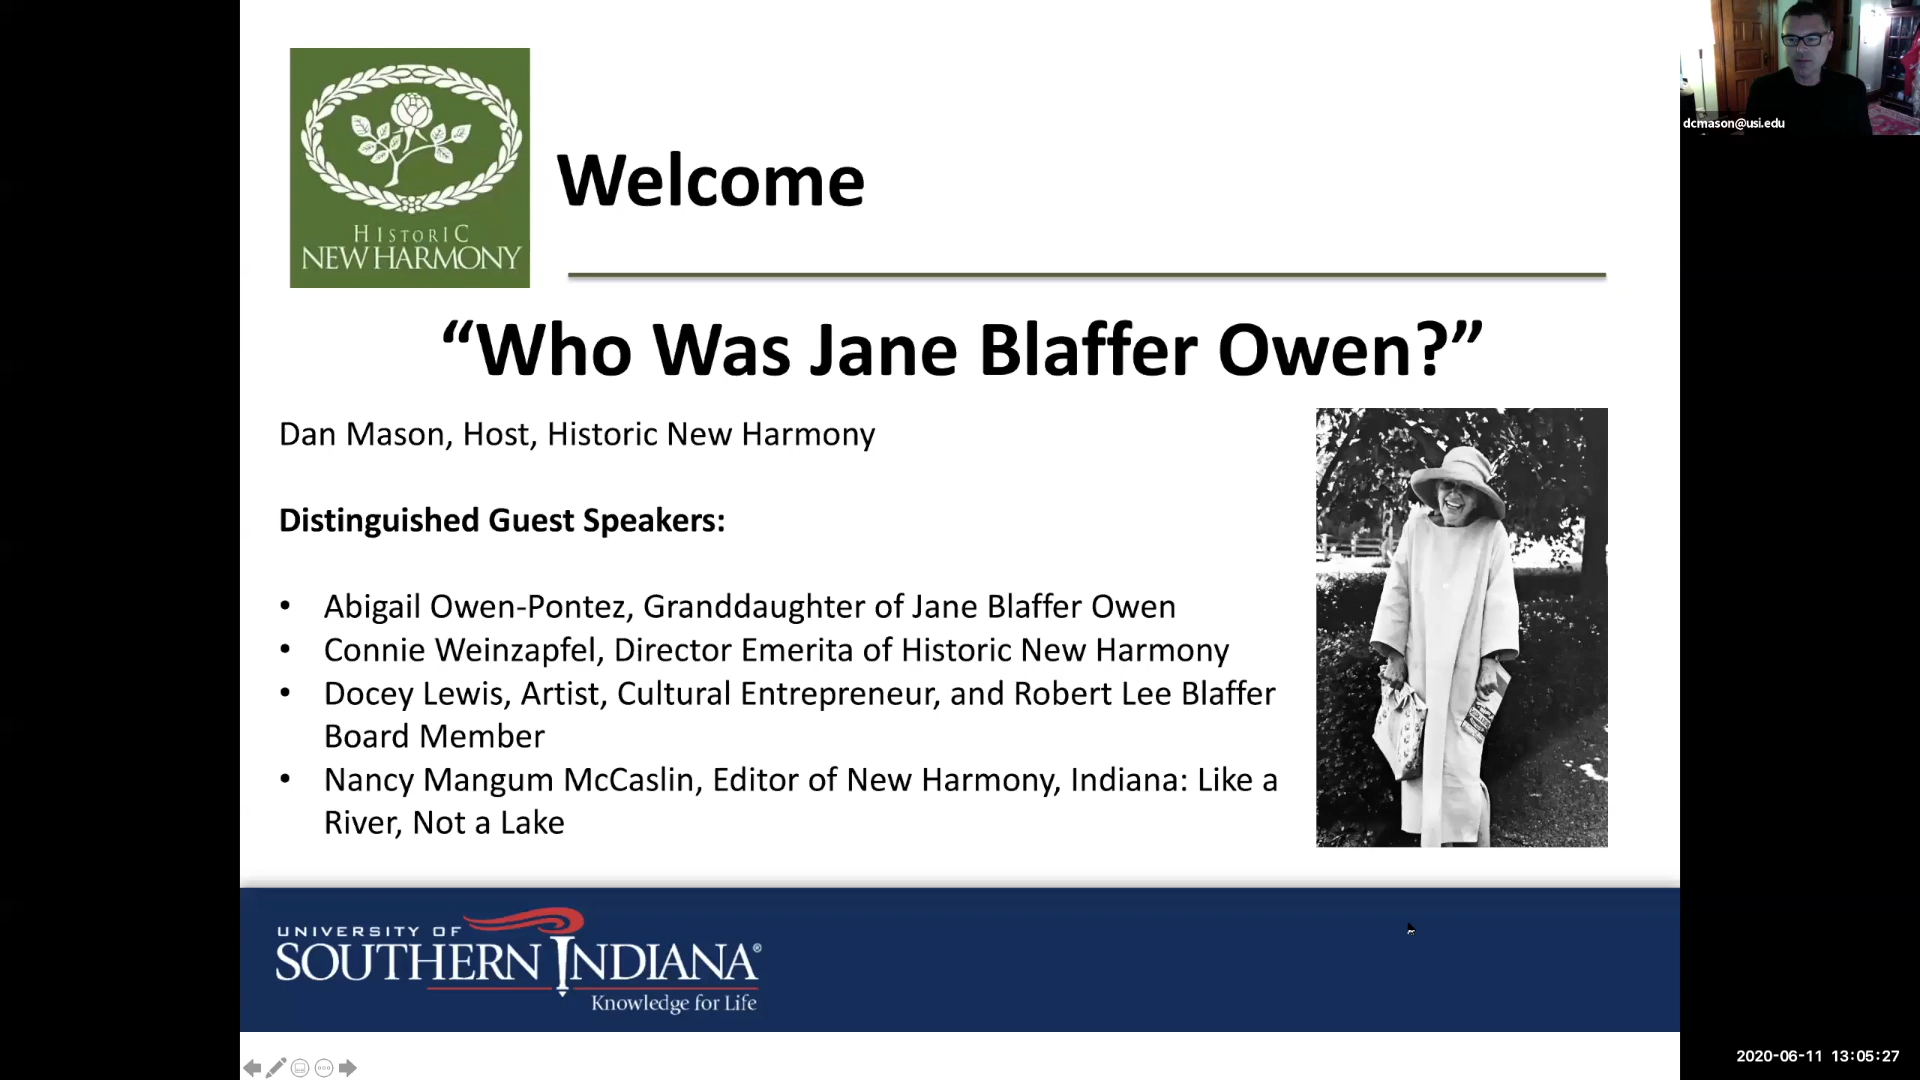 dcmason@usi.edu
HISTORIC
NEW HARMONY
Welcome
“Who Was Jane Blaffer Owen?”
Dan Mason, Host, Historic New Harmony
Distinguished Guest Speakers:
• Abigail Owen-Pontez, Granddaughter of Jane Blaffer Owen
• Connie Weinzapfel, Director Emerita of Historic New Harmony
• Docey Lewis, Artist, Cultural Entrepreneur, and Robert Lee Blaffer
Board Member
• Nancy Mangum McCaslin, Editor of New Harmony, Indiana: Like a
River, Not a Lake
UNIVERSITY OF
SOUTHERN INDIANA®
Knowledge for Life
2020-06-11 13:05:27